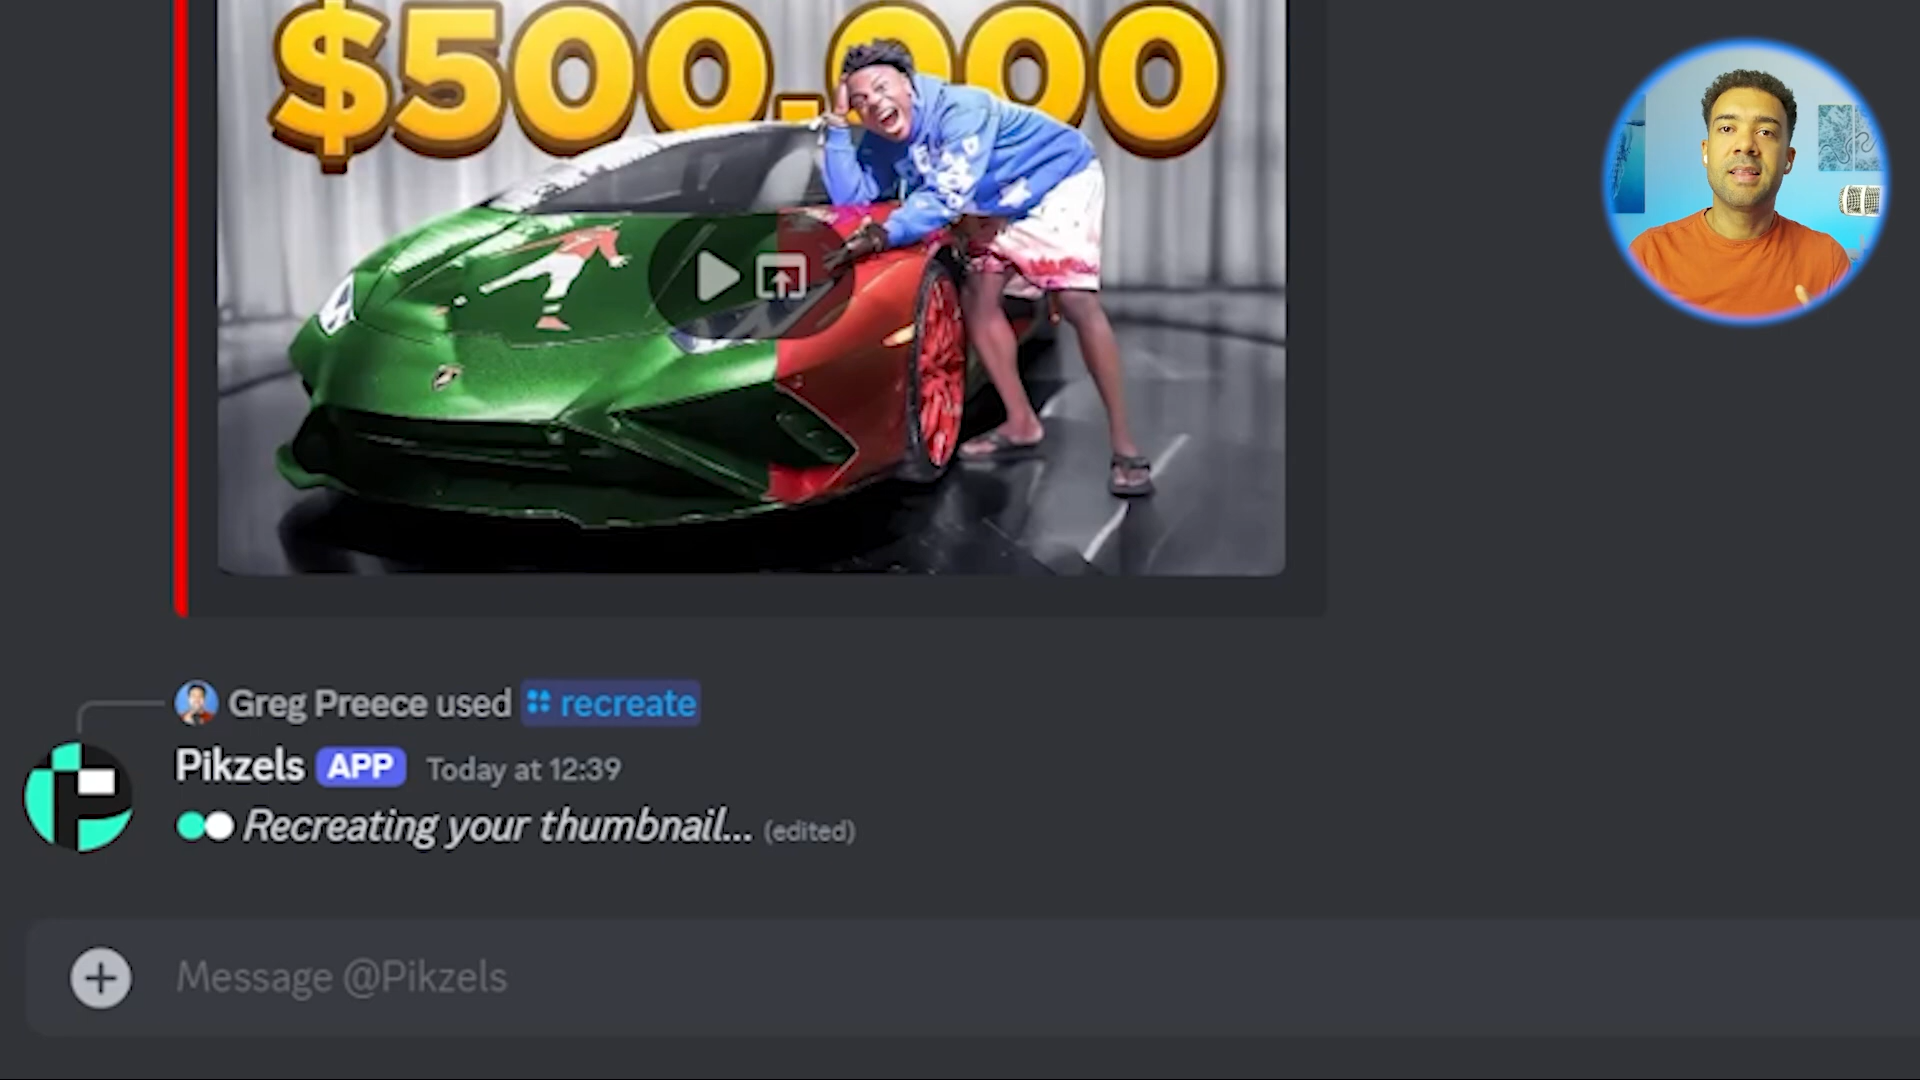 $500,000
Greg Preece used recreate
Pikzels APP Today at 12:39
Recreating your thumbnail... (edited)
Message @Pikzels